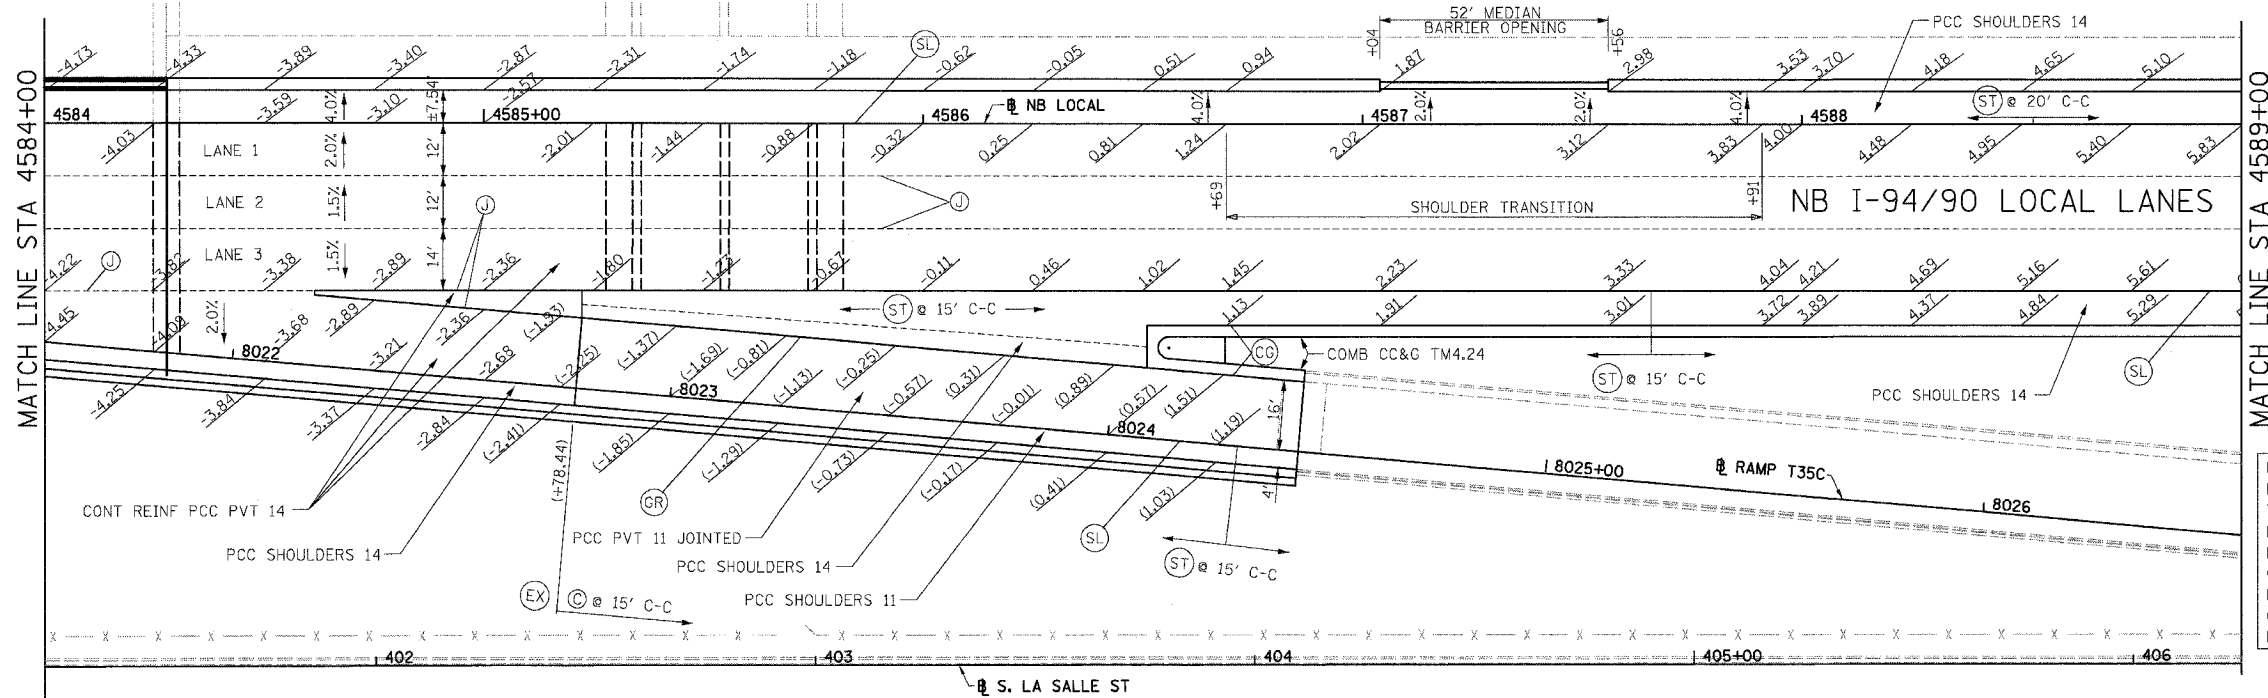 52' MEDIAN
BARRIER OPENING
+04
+56
PCC SHOULDERS 14
-4.73 -4.33 -3.89 -3.40 -2.87 -2.31 -1.74 -1.18 -0.62 -0.05 0.51 0.94 1.87 2.98 3.53 3.70 4.18 4.65 5.10
SL
-3.59 -3.10 -2.57
4.0% ±7.54' 4.0% 2.0% 2.0% 4.0%
4584 4585+00 4586 ℄ NB LOCAL 4587 4588
ST @ 20' C-C
-4.03 -2.01 -1.44 -0.88 -0.32 0.25 0.81 1.24 2.02 3.12 3.83 4.00 4.48 4.95 5.40 5.83
LANE 1 2.0% 12'
LANE 2 1.5% 12'
LANE 3 1.5% 14'
J
J
J
+69
SHOULDER TRANSITION
+91
NB I-94/90 LOCAL LANES
MATCH LINE STA 4584+00
MATCH LINE STA 4589+00
-4.22 -3.82 -3.38 -2.89 -2.36 -1.80 -1.23 -0.67 -0.11 0.46 1.02 1.45 2.23 3.33 4.04 4.21 4.69 5.16 5.61
2.0%
ST @ 15' C-C
-4.45 -4.09 -3.68 -2.89 -3.21 -2.36 -2.68 (-1.93) (-2.25) (-1.37) (-1.69) (-0.81) (-1.13) (-0.25) (-0.57) (0.31) (-0.01) (0.89) (0.57) (1.51) (1.19)
1.13 1.91 3.01 3.72 3.89 4.37 4.84 5.29
CG
COMB CC&G TM4.24
ST @ 15' C-C
PCC SHOULDERS 14
SL
8022 8023 8024 8025+00 8026
℄ RAMP T35C
16'
4'
-4.25 -3.84 -3.37 -2.84 (-2.41) (-1.85) (-1.29) (-0.73) (-0.17) (0.41) (1.03)
(+78.44)
CONT REINF PCC PVT 14
PCC SHOULDERS 14
GR
PCC PVT 11 JOINTED
PCC SHOULDERS 14
PCC SHOULDERS 11
SL
ST @ 15' C-C
EX C @ 15' C-C
402 403 404 405+00 406
℄ S. LA SALLE ST